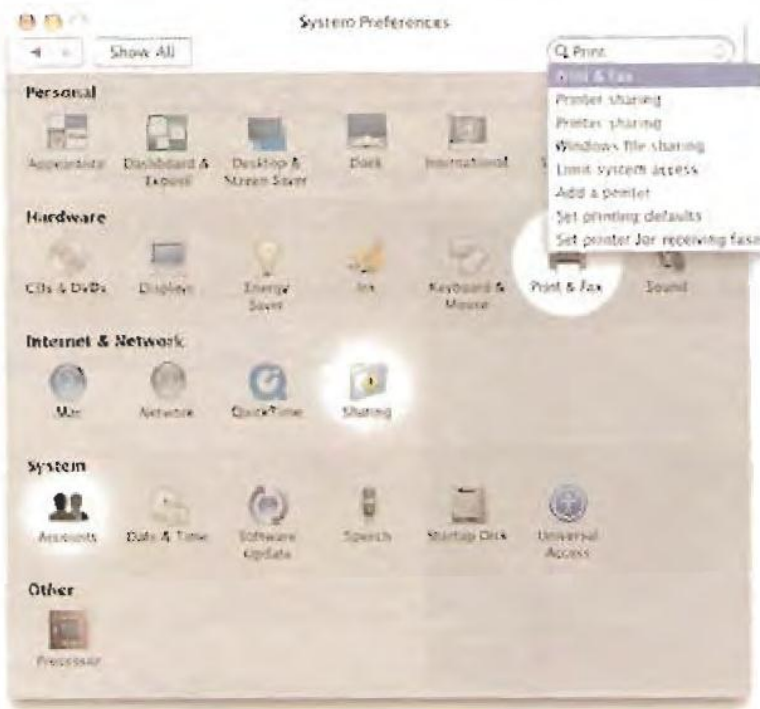 System Preferences
Show All
Print
Print & Fax
Printer sharing
Printer sharing
Windows file sharing
Limit system access
Add a printer
Set printing defaults
Set printer for receiving faxe
Personal
Appearance
Dashboard &
Exposé
Desktop &
Screen Saver
Dock
International
Hardware
CDs & DVDs
Displays
Energy
Saver
Ink
Keyboard &
Mouse
Print & Fax
Sound
Internet & Network
.Mac
Network
QuickTime
Sharing
System
Accounts
Date & Time
Software
Update
Speech
Startup Disk
Universal
Access
Other
Processor